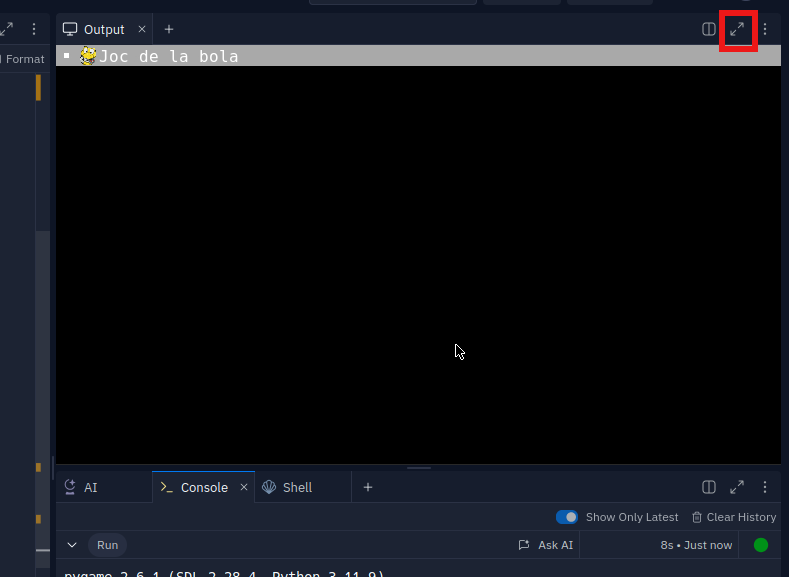 Output
Format
Joc de la bola
AI
Console
Shell
Show Only Latest
Clear History
Run
Ask AI
8s • Just now
pygame 2.6.1 (SDL 2.28.4, Python 3.11.9)